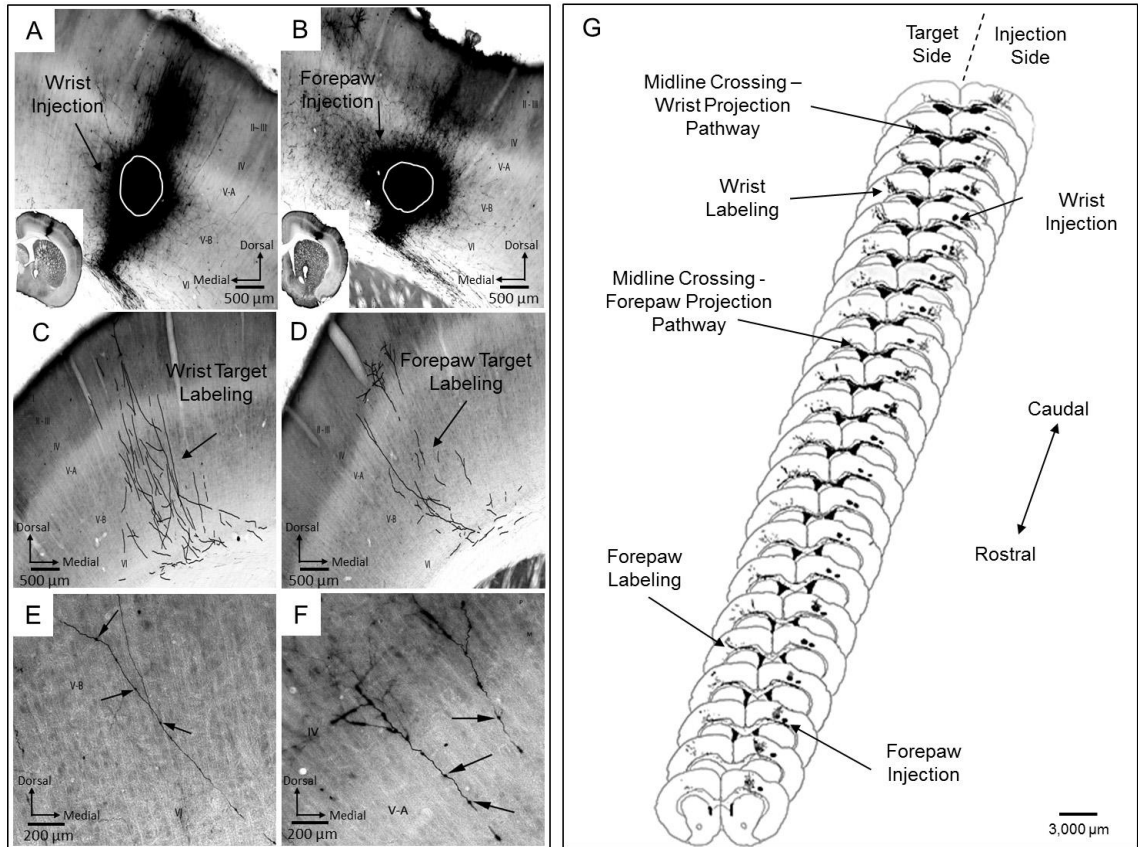 A
Wrist
Injection
II-III
IV
V-A
V-B
VI
Dorsal
Medial
500 µm
B
Forepaw
Injection
II-III
IV
V-A
V-B
VI
Dorsal
Medial
500 µm
C
Wrist Target
Labeling
II-III
IV
V-A
V-B
VI
Dorsal
Medial
500 µm
D
Forepaw Target
Labeling
II-III
IV
V-A
V-B
VI
Dorsal
Medial
500 µm
E
V-B
VI
Dorsal
Medial
200 µm
F
IV
V-A
Dorsal
Medial
200 µm
G
Target
Side
Injection
Side
Midline Crossing –
Wrist Projection
Pathway
Wrist
Labeling
Wrist
Injection
Midline Crossing -
Forepaw Projection
Pathway
Caudal
Rostral
Forepaw
Labeling
Forepaw
Injection
3,000 µm